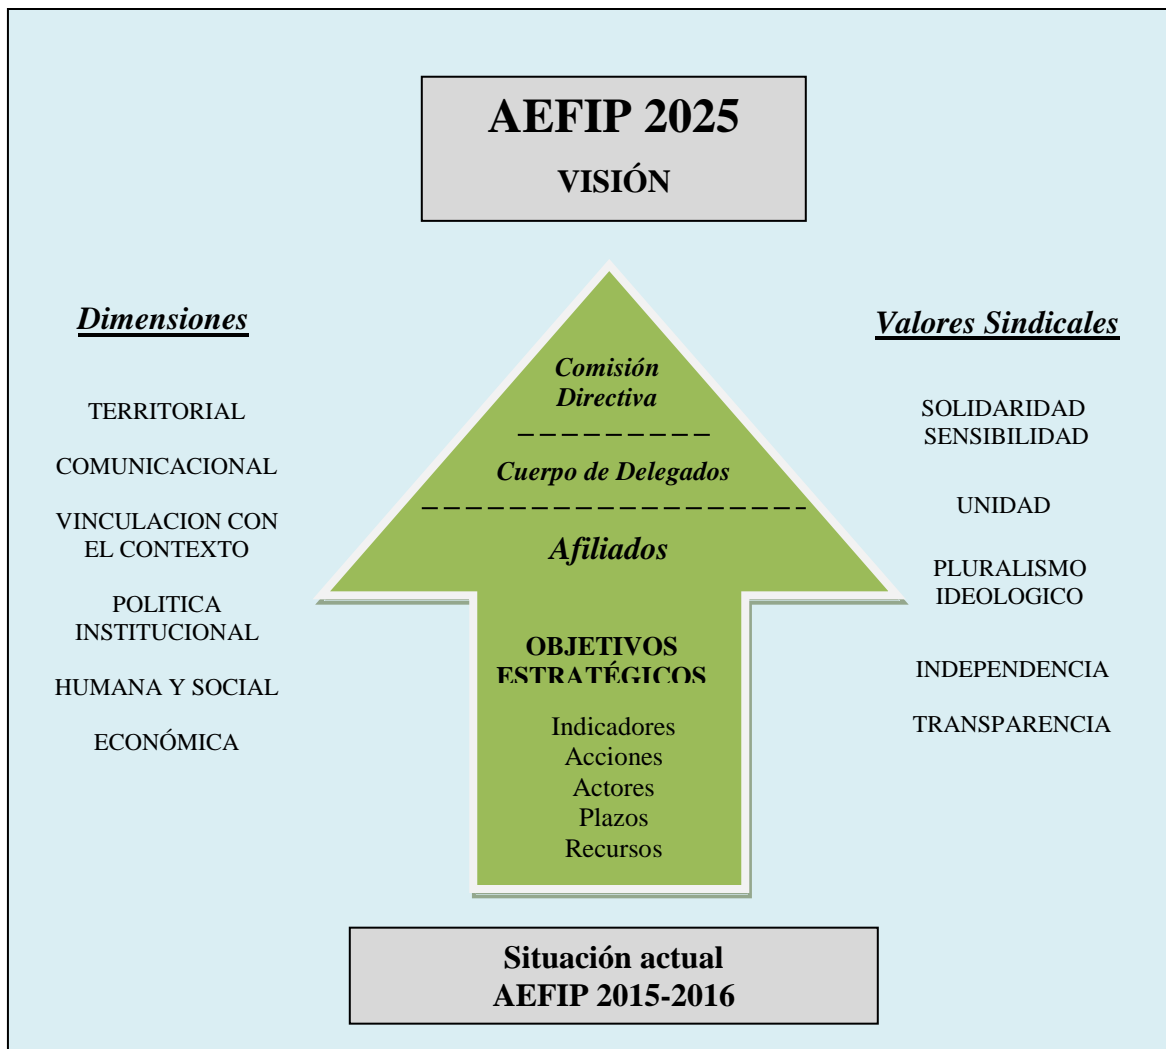 AEFIP 2025
VISIÓN
Dimensiones
TERRITORIAL
COMUNICACIONAL
VINCULACION CON
EL CONTEXTO
POLITICA
INSTITUCIONAL
HUMANA Y SOCIAL
ECONÓMICA
Comisión
Directiva
Cuerpo de Delegados
Afiliados
OBJETIVOS
ESTRATÉGICOS
Indicadores
Acciones
Actores
Plazos
Recursos
Valores Sindicales
SOLIDARIDAD
SENSIBILIDAD
UNIDAD
PLURALISMO
IDEOLOGICO
INDEPENDENCIA
TRANSPARENCIA
Situación actual
AEFIP 2015-2016